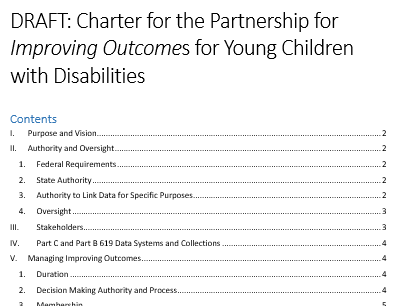 DRAFT: Charter for the Partnership for
Improving Outcomes for Young Children
with Disabilities
Contents
I. Purpose and Vision 2
II. Authority and Oversight 2
1. Federal Requirements 2
2. State Authority 2
3. Authority to Link Data for Specific Purposes 2
4. Oversight 3
III. Stakeholders 3
IV. Part C and Part B 619 Data Systems and Collections 4
V. Managing Improving Outcomes 4
1. Duration 4
2. Decision Making Authority and Process 4
3. Membership 5